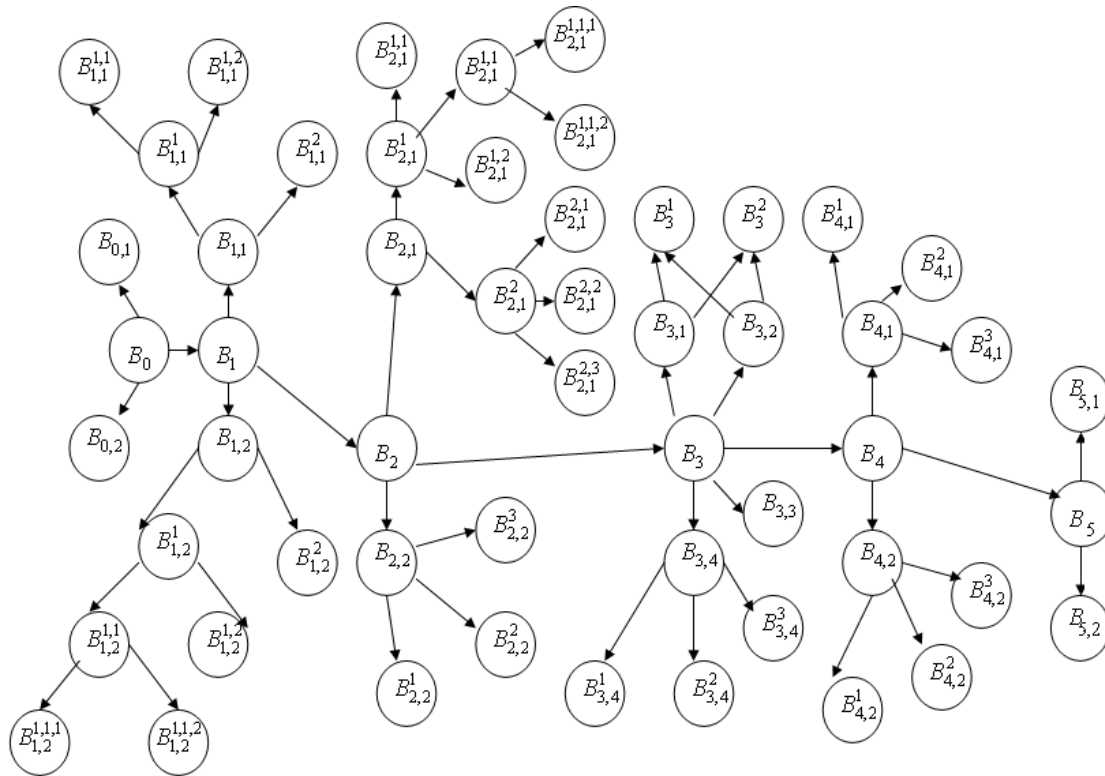 B_{2,1}^{1,1}
B_{2,1}^{1,1,1}
B_{1,1}^{1,1}
B_{1,1}^{1,2}
B_{2,1}^{1,1}
B_{2,1}^{1,1,2}
B_{1,1}^{1}
B_{1,1}^{2}
B_{2,1}^{1}
B_{2,1}^{1,2}
B_{0,1}
B_{1,1}
B_{2,1}
B_{2,1}^{2,1}
B_{3}^{1}
B_{3}^{2}
B_{4,1}^{1}
B_{4,1}^{2}
B_{2,1}^{2}
B_{2,1}^{2,2}
B_{3,1}
B_{3,2}
B_{4,1}
B_{4,1}^{3}
B_{0}
B_{1}
B_{2,1}^{2,3}
B_{5,1}
B_{0,2}
B_{1,2}
B_{2}
B_{3}
B_{4}
B_{3,3}
B_{5}
B_{1,2}^{1}
B_{1,2}^{2}
B_{2,2}
B_{2,2}^{3}
B_{3,4}
B_{4,2}
B_{4,2}^{3}
B_{1,2}^{1,1}
B_{1,2}^{1,2}
B_{2,2}^{2}
B_{3,4}^{3}
B_{5,2}
B_{2,2}^{1}
B_{3,4}^{1}
B_{3,4}^{2}
B_{4,2}^{1}
B_{4,2}^{2}
B_{1,2}^{1,1,1}
B_{1,2}^{1,1,2}